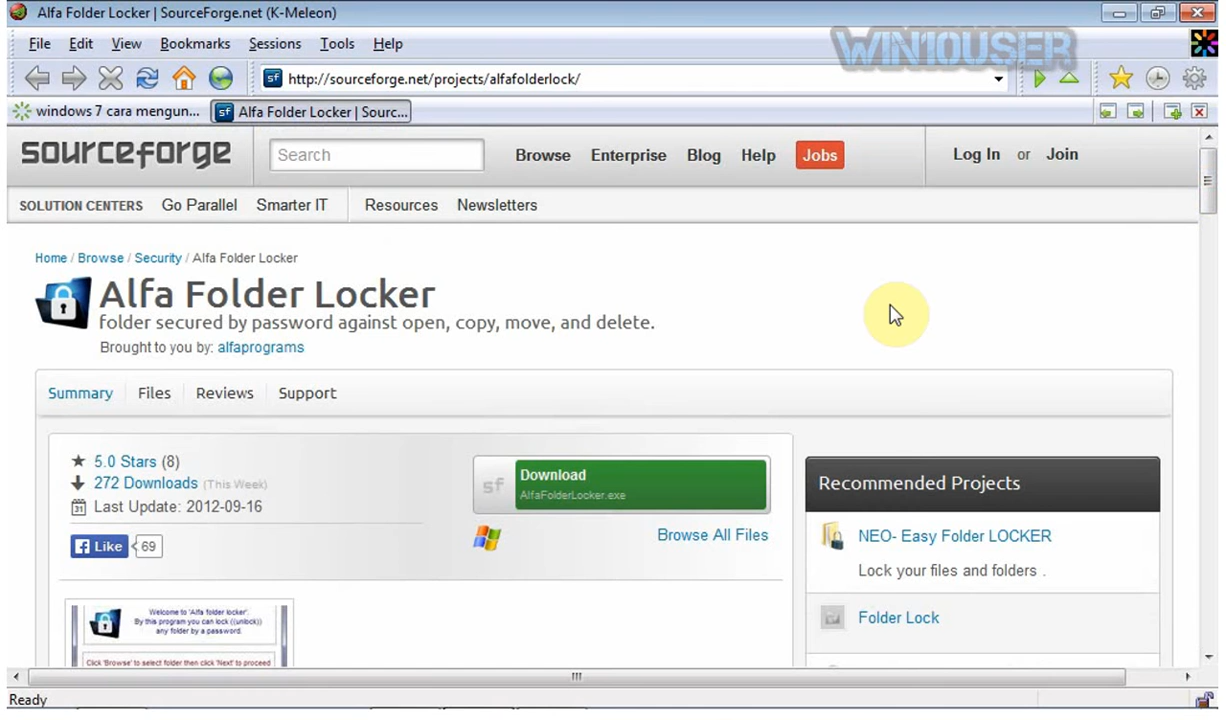 Alfa Folder Locker | SourceForge.net (K-Meleon)
File Edit View Bookmarks Sessions Tools Help
WIN10USER
sf http://sourceforge.net/projects/alfafolderlock/
windows 7 cara mengun... sf Alfa Folder Locker | Sourc...
sourceforge Search Browse Enterprise Blog Help Jobs Log In or Join
SOLUTION CENTERS Go Parallel Smarter IT Resources Newsletters
Home / Browse / Security / Alfa Folder Locker
Alfa Folder Locker
folder secured by password against open, copy, move, and delete.
Brought to you by: alfaprograms
Summary Files Reviews Support
5.0 Stars (8)
272 Downloads (This Week)
31 Last Update: 2012-09-16
f Like 69
sf Download
AlfaFolderLocker.exe
Browse All Files
Welcome to 'Alfa folder locker'.
By this program you can lock ((unlock))
any folder by a password.
Click 'Browse' to select folder then click 'Next' to proceed
Recommended Projects
NEO- Easy Folder LOCKER
Lock your files and folders .
Folder Lock
Ready